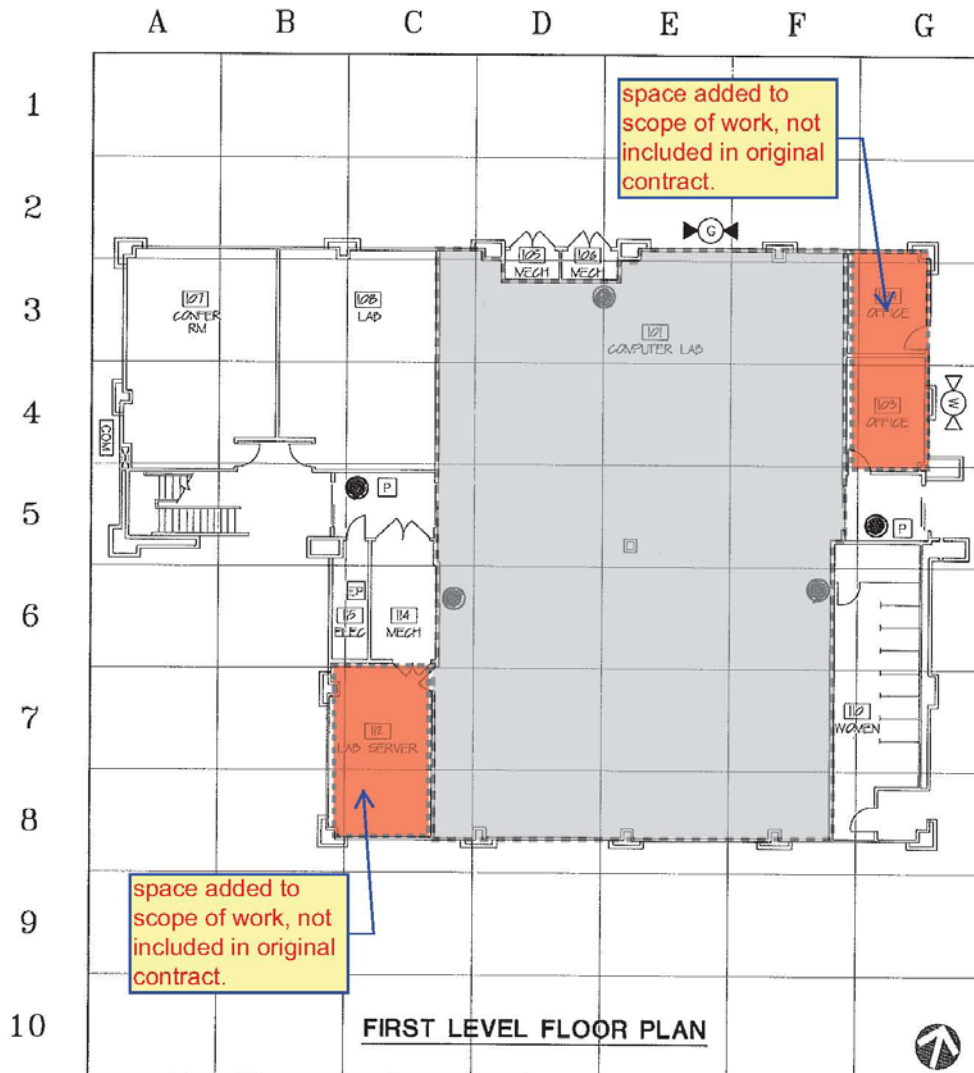 A B C D E F G
1
space added to
scope of work, not
included in original
contract.
2
G
105
MECH
106
MECH
3
107
CONFER
RM
108
LAB
101
COMPUTER LAB
OFFICE
4
COM
103
OFFICE
W
5
P
P
6
EP
115
ELEC
114
MECH
7
112
LAB SERVER
110
WOMEN
8
space added to
scope of work, not
included in original
contract.
9
10
FIRST LEVEL FLOOR PLAN